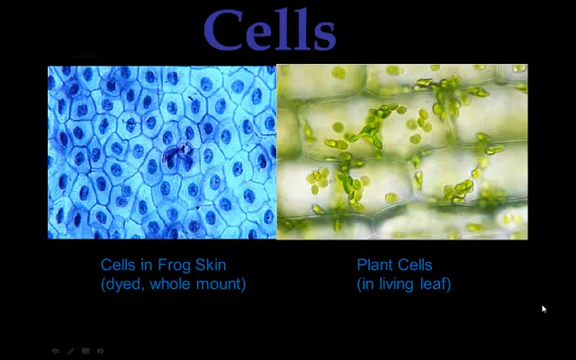 Cells
Cells in Frog Skin
(dyed, whole mount)
Plant Cells
(in living leaf)